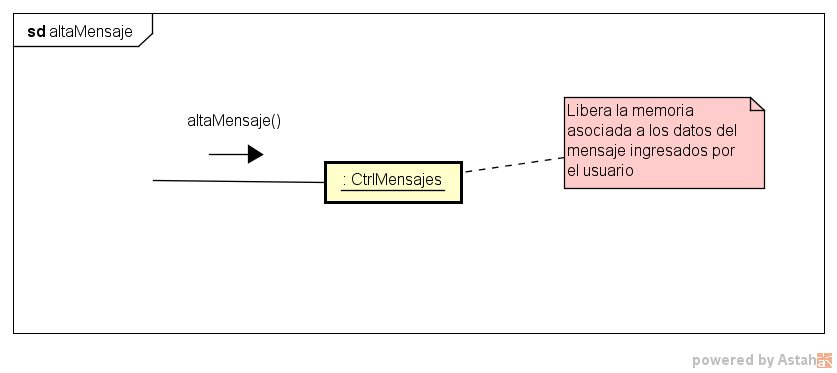 sd altaMensaje
altaMensaje()
Libera la memoria
asociada a los datos del
mensaje ingresados por
el usuario
: CtrlMensajes
powered by Astah